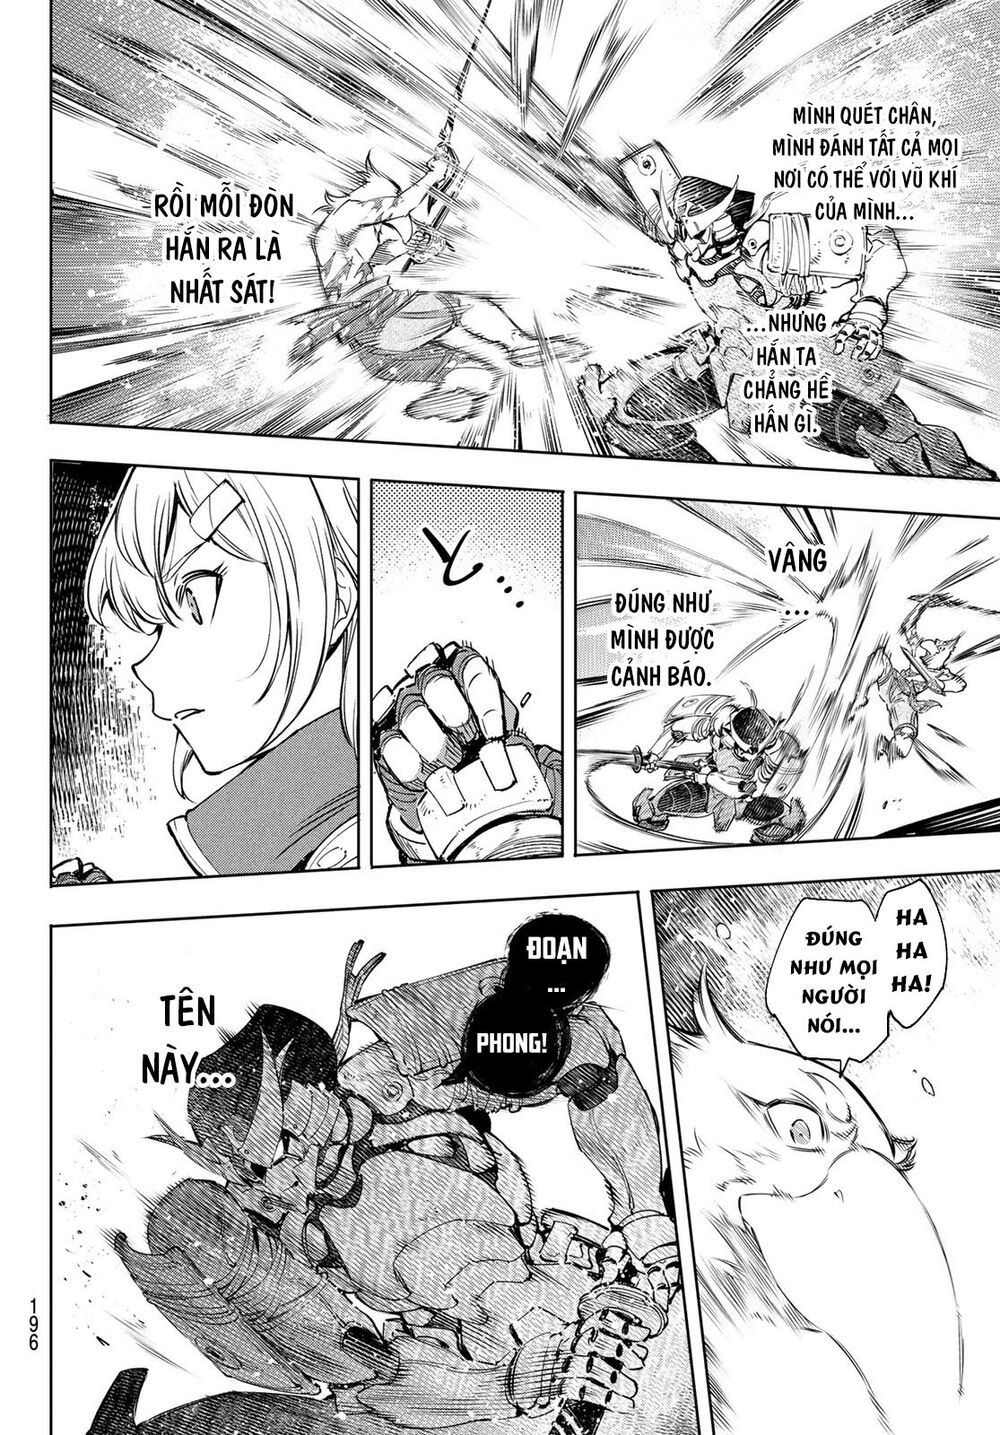 MÌNH QUÉT CHÂN,
MÌNH ĐÁNH TẤT CẢ MỌI
NƠI CÓ THỂ VỚI VŨ KHÍ
CỦA MÌNH...
...NHƯNG
HẮN TA
CHẲNG HỀ
HẤN GÌ.
RỒI MỖI ĐÒN
HẮN RA LÀ
NHẤT SÁT!
VÂNG
...
ĐÚNG NHƯ
MÌNH ĐƯỢC
CẢNH BÁO.
と...
HA
HA
HA!
ĐÚNG
NHƯ MỌI
NGƯỜI
NÓI...
ĐOẠN
...
PHONG!
TÊN
NÀY...
196